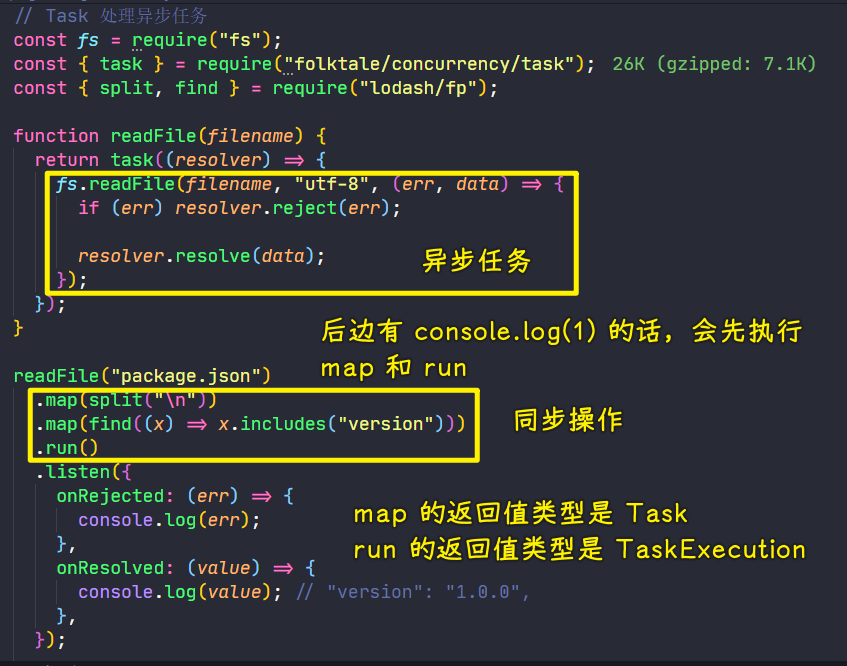 // Task 处理异步任务
const fs = require("fs");
const { task } = require("folktale/concurrency/task"); 26K (gzipped: 7.1K)
const { split, find } = require("lodash/fp");
function readFile(filename) {
return task((resolver) => {
fs.readFile(filename, "utf-8", (err, data) => {
if (err) resolver.reject(err);
resolver.resolve(data);
异步任务
});
});
}
后边有 console.log(1) 的话，会先执行
map 和 run
readFile("package.json")
.map(split("\n"))
.map(find((x) => x.includes("version")))
同步操作
.run()
.listen({
onRejected: (err) => {
console.log(err);
map 的返回值类型是 Task
},
run 的返回值类型是 TaskExecution
onResolved: (value) => {
console.log(value); // "version": "1.0.0",
},
});